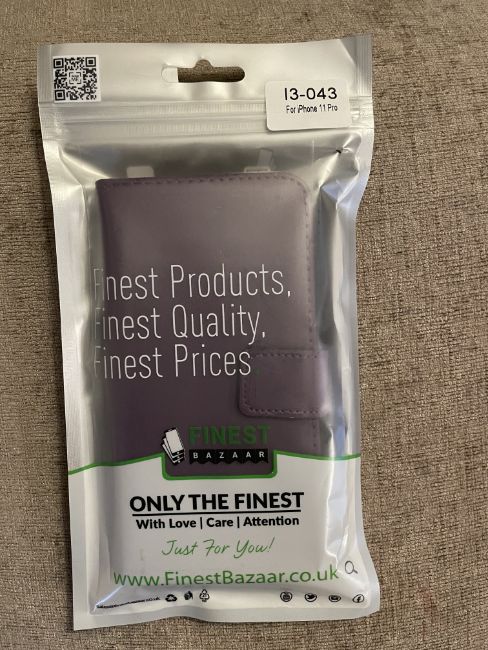 I3-043
For iPhone 11 Pro
Finest Products,
Finest Quality,
Finest Prices
FINEST
BAZAAR
ONLY THE FINEST
With Love | Care | Attention
Just For You!
www.FinestBazaar.co.uk